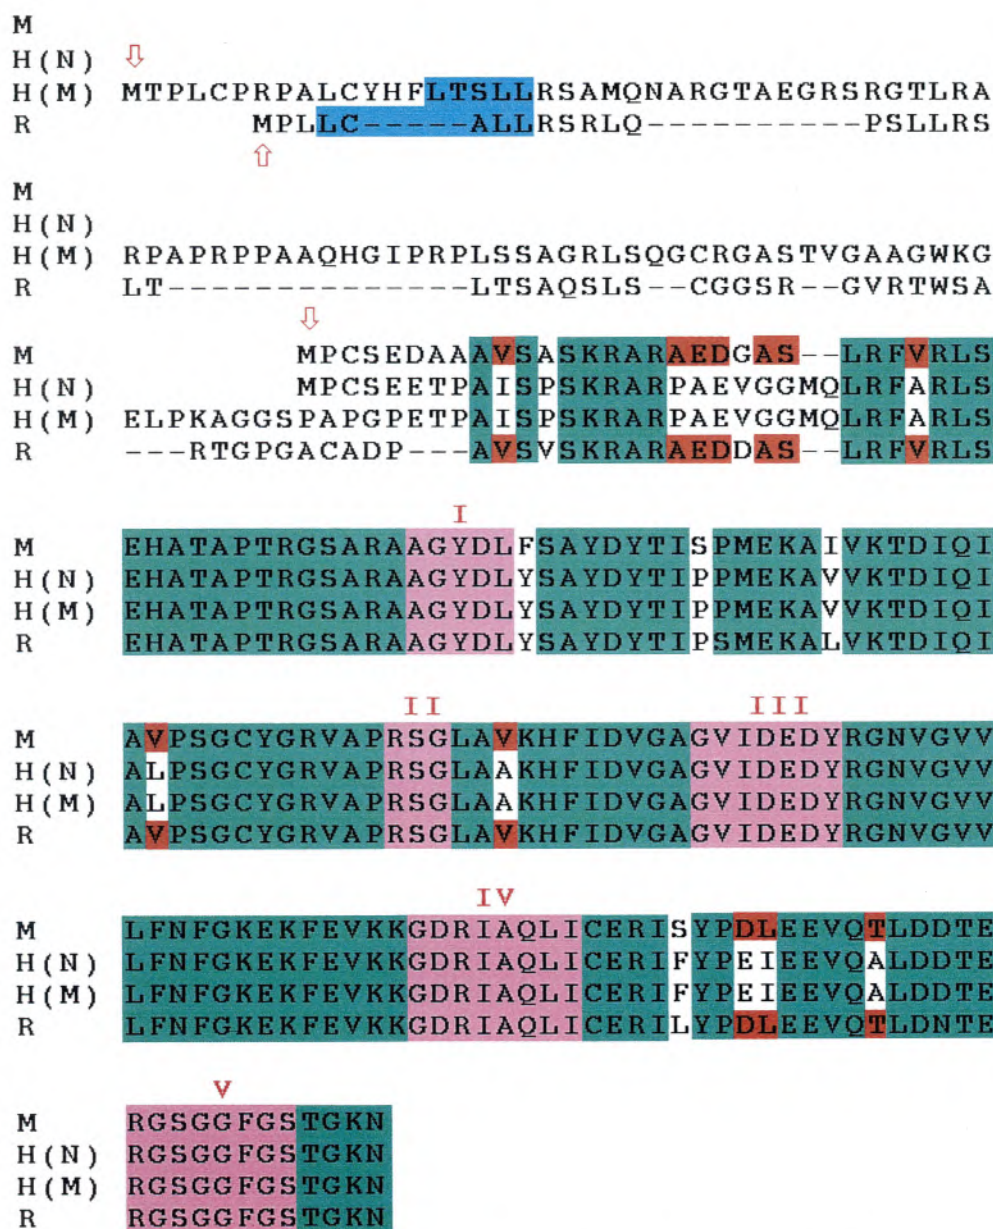 M
H(N)
H(M) MTPLCPRPALCYHFLTSLLRSAMQNARGTAEGRSRGTLRA
R MPLLC-----ALLRSRLQ----------PSLLRS
M
H(N)
H(M) RPAPRPPAAQHGIPRPLSSAGRLSQGCRGASTVGAAGWKG
R LT--------------LTSAQSLS--CGGSR--GVRTWSA
M MPCSEDAAAVSASKRARAEDGAS--LRFVRLS
H(N) MPCSEETPAISPSKRARPAEVGGMQLRFARLS
H(M) ELPKAGGSPAPGPETPAISPSKRARPAEVGGMQLRFARLS
R ---RTGPGACADP---AVSVSKRARAEDDAS--LRFVRLS
I
M EHATAPTRGSARAAGYDLFSAYDYTISPMEKAIVKTDIQI
H(N) EHATAPTRGSARAAGYDLYSAYDYTIPPMEKAVVKTDIQI
H(M) EHATAPTRGSARAAGYDLYSAYDYTIPPMEKAVVKTDIQI
R EHATAPTRGSARAAGYDLYSAYDYTIPSMEKALVKTDIQI
II III
M AVPSGCYGRVAPRSGLAVKHFIDVGAGVIDEDYRGNVGVV
H(N) ALPSGCYGRVAPRSGLAAKHFIDVGAGVIDEDYRGNVGVV
H(M) ALPSGCYGRVAPRSGLAAKHFIDVGAGVIDEDYRGNVGVV
R AVPSGCYGRVAPRSGLAVKHFIDVGAGVIDEDYRGNVGVV
IV
M LFNFGKEKFEVKKGDRIAQLICERISYPDLEEVQTLDDTE
H(N) LFNFGKEKFEVKKGDRIAQLICERIFYPEIEEVQALDDTE
H(M) LFNFGKEKFEVKKGDRIAQLICERIFYPEIEEVQALDDTE
R LFNFGKEKFEVKKGDRIAQLICERILYPDLEEVQTLDNTE
V
M RGSGGFGSTGKN
H(N) RGSGGFGSTGKN
H(M) RGSGGFGSTGKN
R RGSGGFGSTGKN